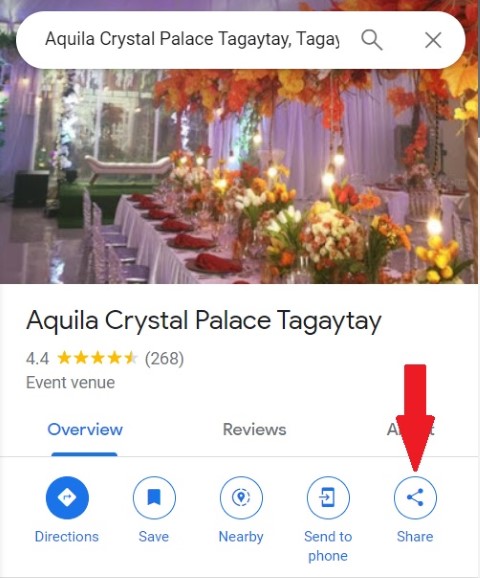 Aquila Crystal Palace Tagaytay, Tagay
Aquila Crystal Palace Tagaytay
4.4 (268)
Event venue
Overview Reviews
Directions Save Nearby Send to phone Share